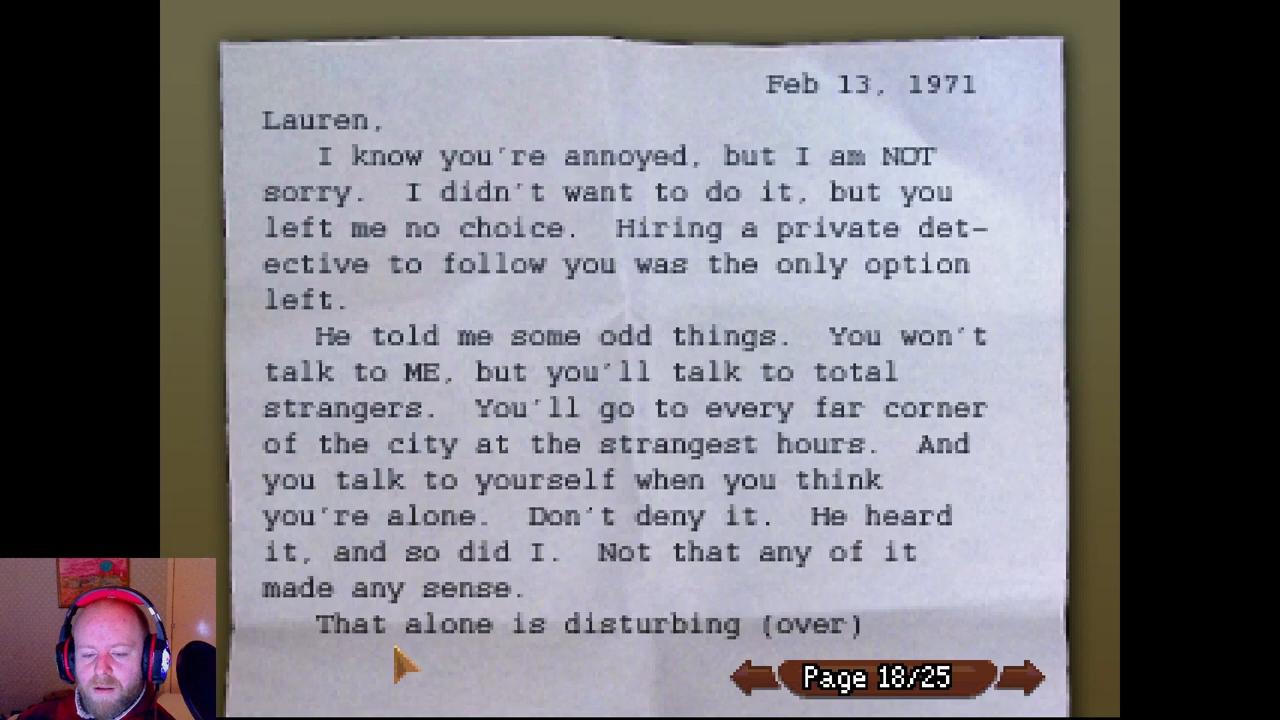 Feb 13, 1971
Lauren,
I know you're annoyed, but I am NOT
sorry. I didn't want to do it, but you
left me no choice. Hiring a private det-
ective to follow you was the only option
left.
He told me some odd things. You won't
talk to ME, but you'll talk to total
strangers. You'll go to every far corner
of the city at the strangest hours. And
you talk to yourself when you think
you're alone. Don't deny it. He heard
it, and so did I. Not that any of it
made any sense.
That alone is disturbing (over)
Page 18/25